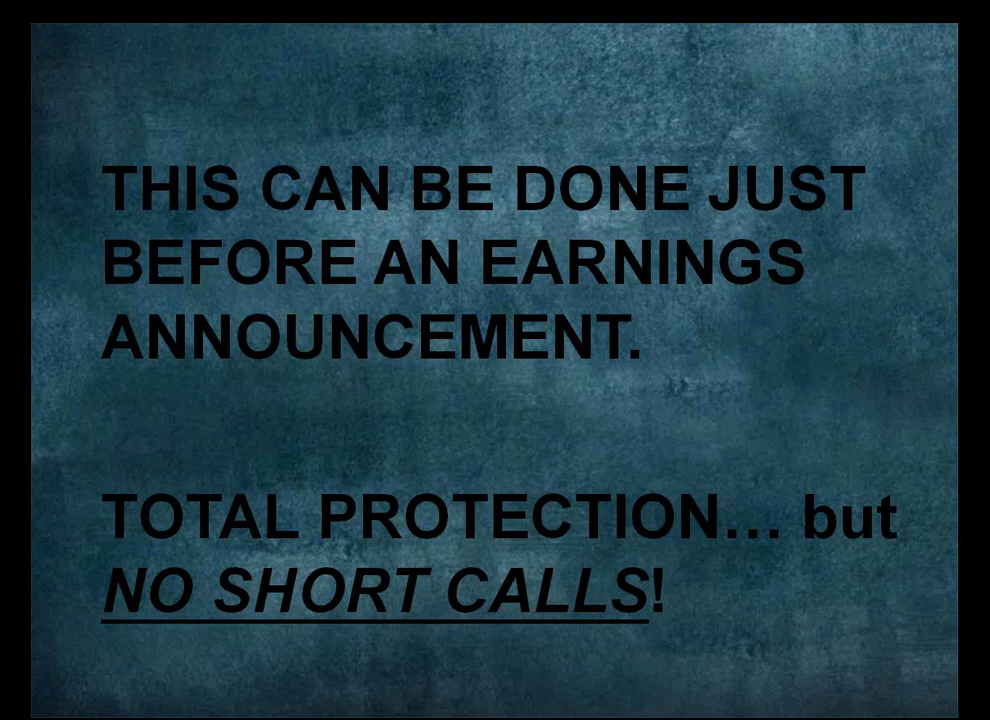 THIS CAN BE DONE JUST
BEFORE AN EARNINGS
ANNOUNCEMENT.
TOTAL PROTECTION… but
NO SHORT CALLS!